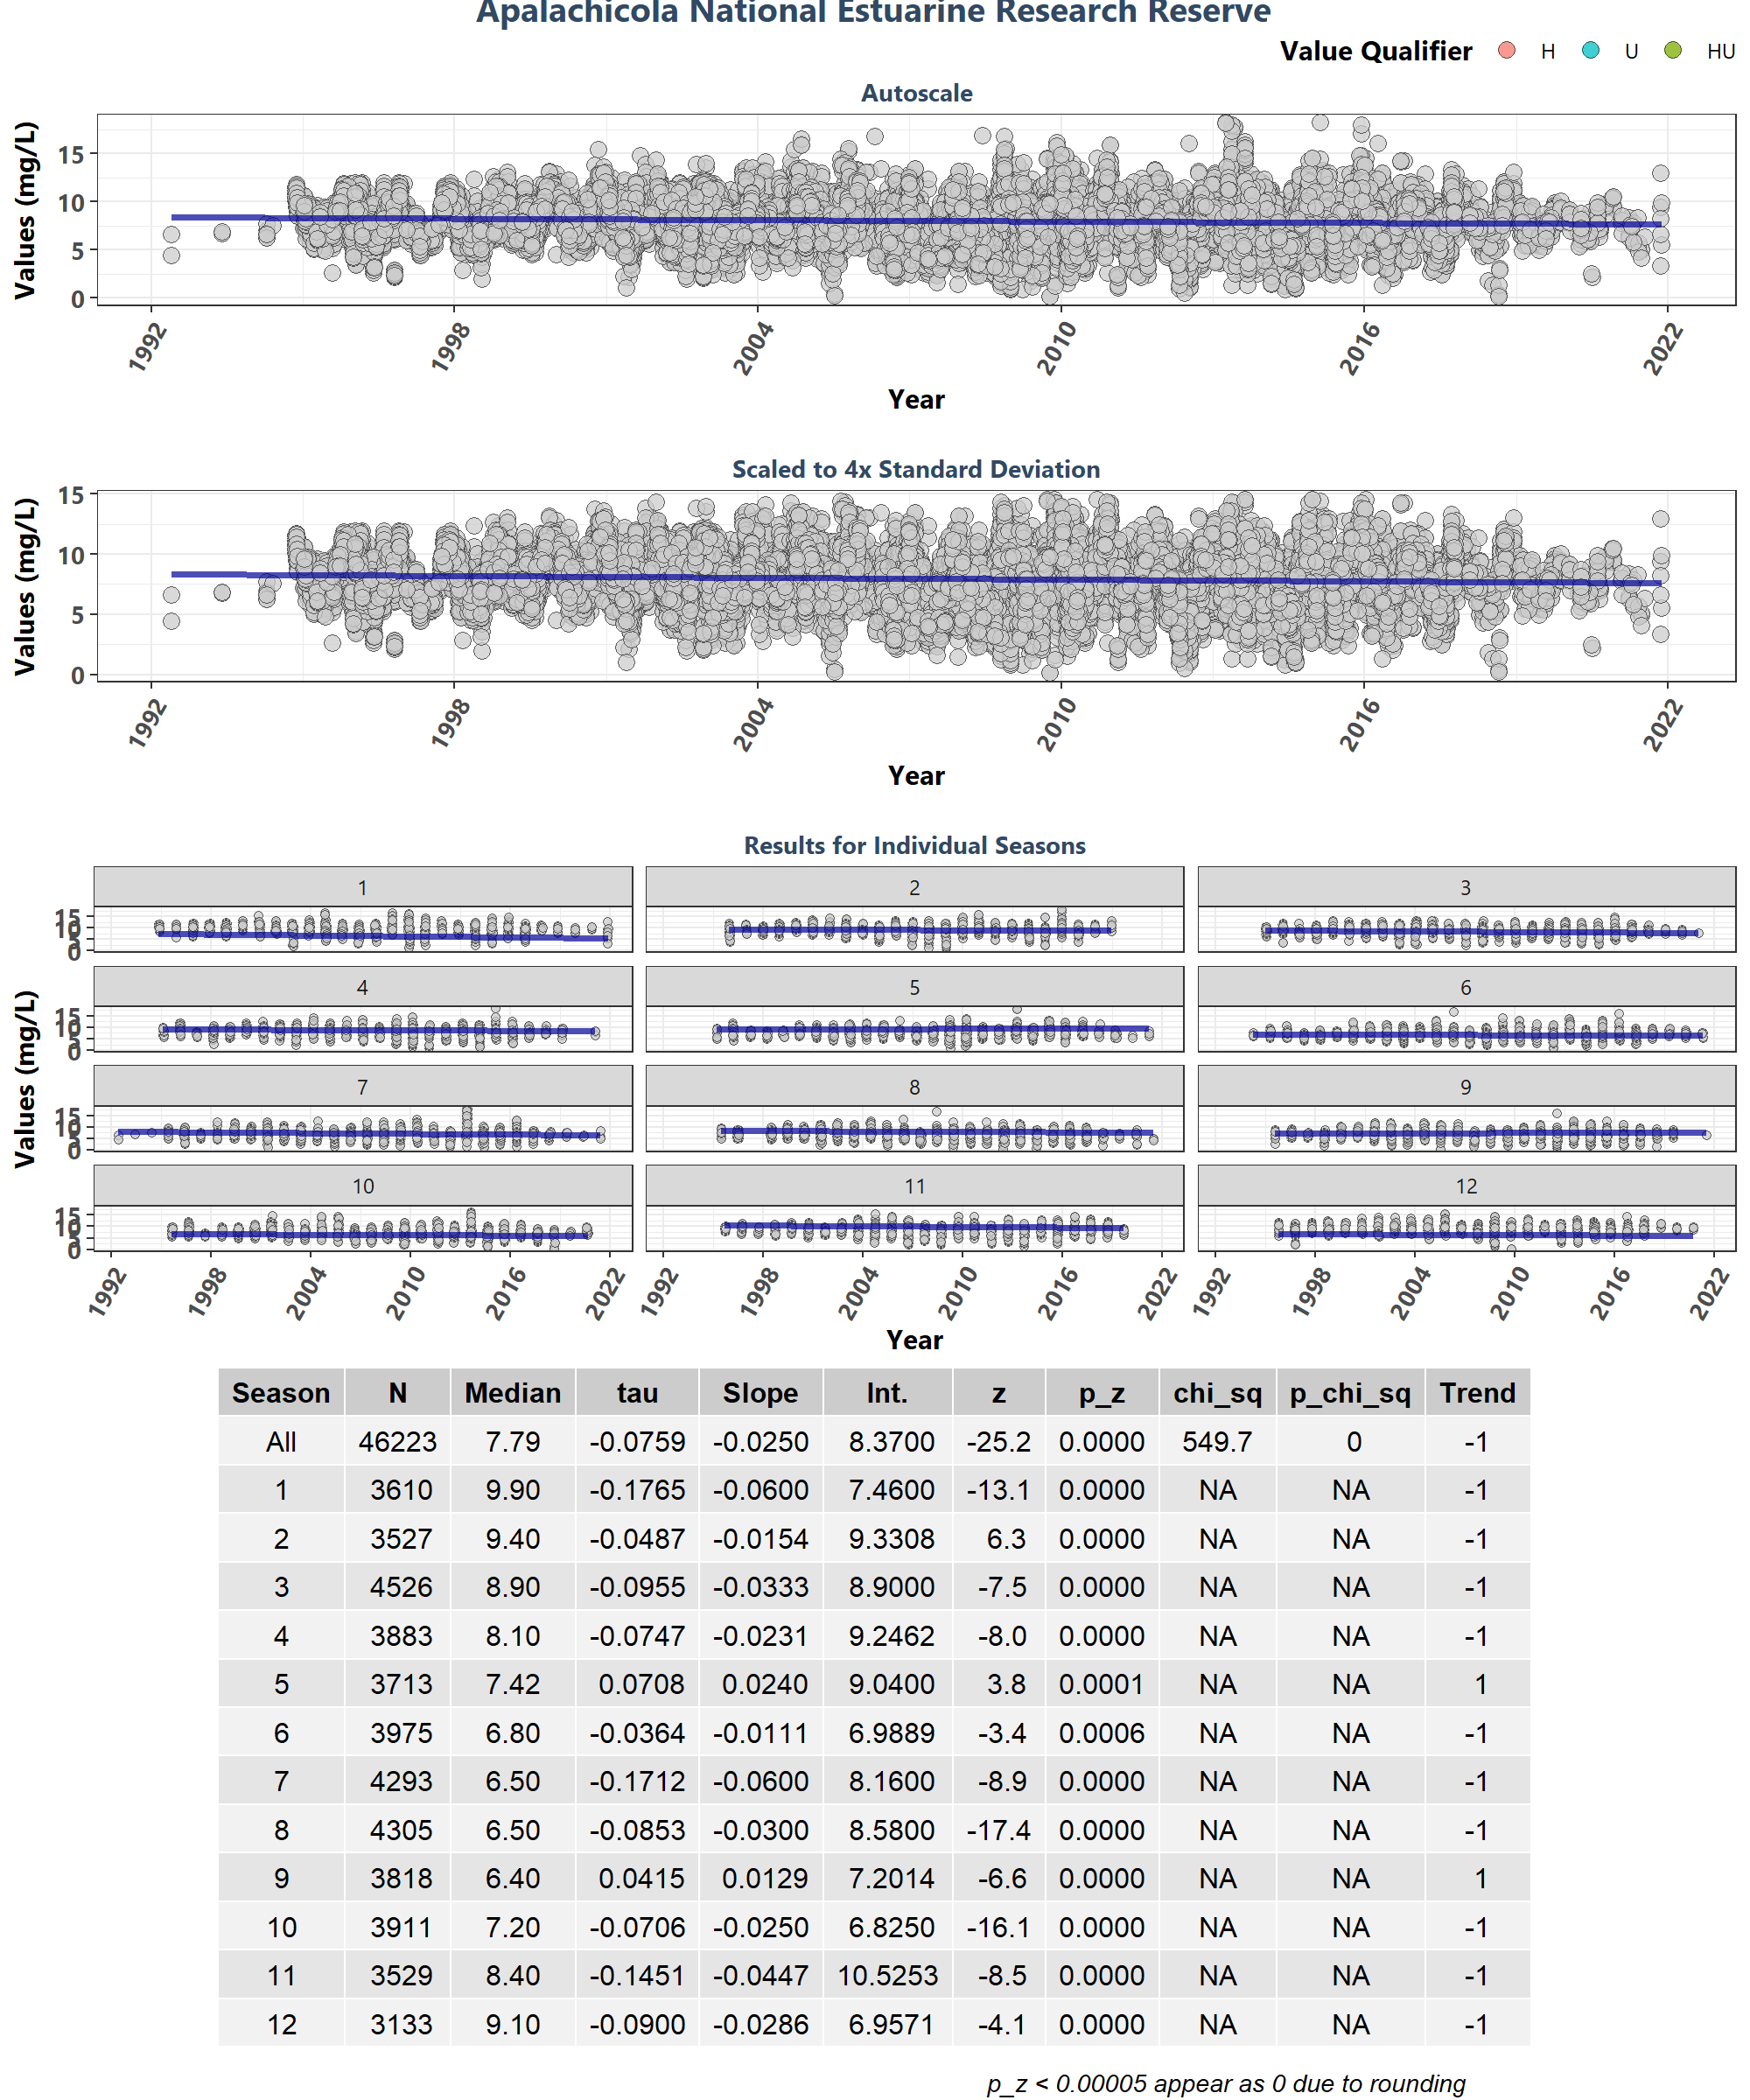 Apalachicola National Estuarine Research Reserve
Value Qualifier H U HU
Autoscale
Values (mg/L)
15
10
5
0
1992 1998 2004 2010 2016 2022
Year
Scaled to 4x Standard Deviation
Values (mg/L)
15
10
5
0
1992 1998 2004 2010 2016 2022
Year
Results for Individual Seasons
Values (mg/L)
1 2 3
15
10
5
0
4 5 6
15
10
5
0
7 8 9
15
10
5
0
10 11 12
15
10
5
0
1992 1998 2004 2010 2016 2022 1992 1998 2004 2010 2016 2022 1992 1998 2004 2010 2016 2022
Year
Season N Median tau Slope Int. z p_z chi_sq p_chi_sq Trend
All 46223 7.79 -0.0759 -0.0250 8.3700 -25.2 0.0000 549.7 0 -1
1 3610 9.90 -0.1765 -0.0600 7.4600 -13.1 0.0000 NA NA -1
2 3527 9.40 -0.0487 -0.0154 9.3308 6.3 0.0000 NA NA -1
3 4526 8.90 -0.0955 -0.0333 8.9000 -7.5 0.0000 NA NA -1
4 3883 8.10 -0.0747 -0.0231 9.2462 -8.0 0.0000 NA NA -1
5 3713 7.42 0.0708 0.0240 9.0400 3.8 0.0001 NA NA 1
6 3975 6.80 -0.0364 -0.0111 6.9889 -3.4 0.0006 NA NA -1
7 4293 6.50 -0.1712 -0.0600 8.1600 -8.9 0.0000 NA NA -1
8 4305 6.50 -0.0853 -0.0300 8.5800 -17.4 0.0000 NA NA -1
9 3818 6.40 0.0415 0.0129 7.2014 -6.6 0.0000 NA NA 1
10 3911 7.20 -0.0706 -0.0250 6.8250 -16.1 0.0000 NA NA -1
11 3529 8.40 -0.1451 -0.0447 10.5253 -8.5 0.0000 NA NA -1
12 3133 9.10 -0.0900 -0.0286 6.9571 -4.1 0.0000 NA NA -1
p_z < 0.00005 appear as 0 due to rounding